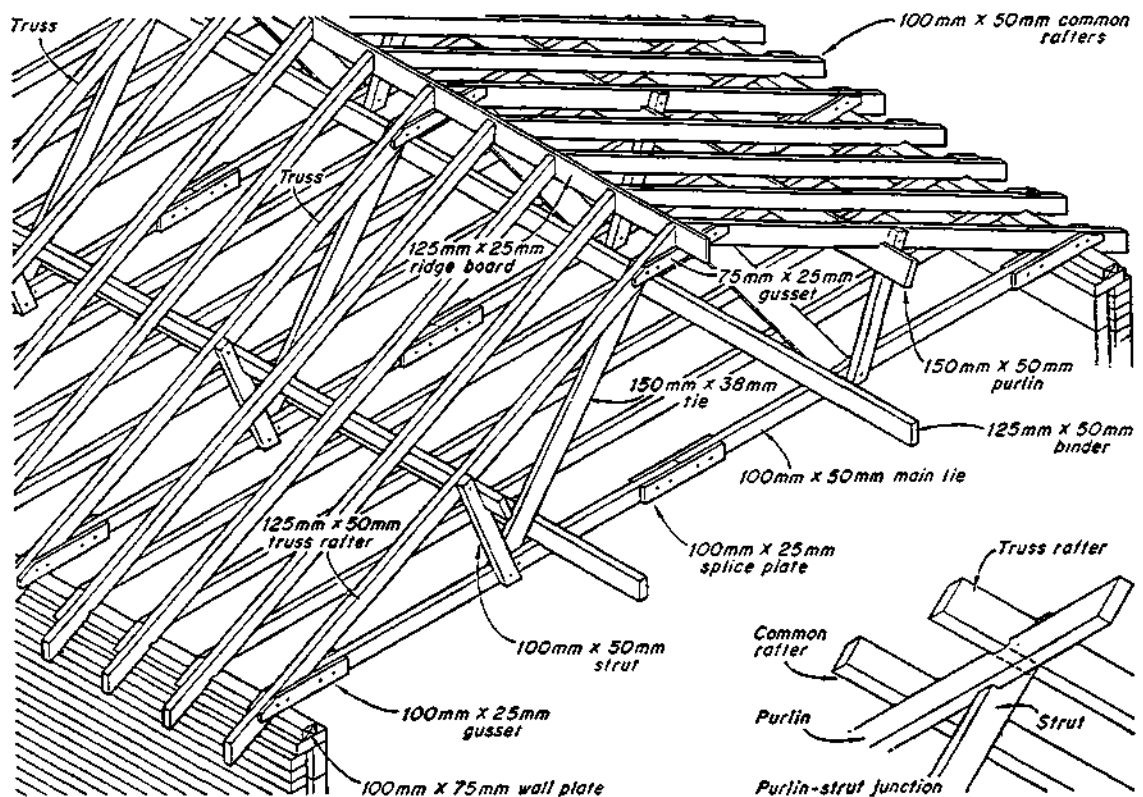 Truss
100mm x 50mm common
rafters
Truss
125mm x 25mm
ridge board
75mm x 25mm
gusset
150mm x 50mm
purlin
150mm x 38mm
tie
125mm x 50mm
binder
100mm x 50mm main tie
125mm x 50mm
truss rafter
100mm x 25mm
splice plate
Truss rafter
100mm x 50mm
strut
Common
rafter
100mm x 25mm
gusset
Purlin
Strut
100mm x 75mm wall plate
Purlin-strut junction